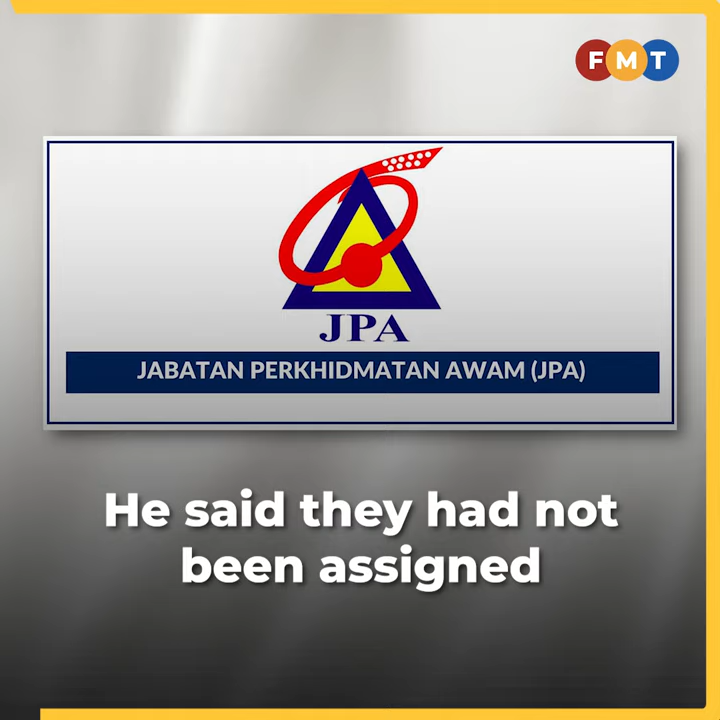 FMT
JPA
JABATAN PERKHIDMATAN AWAM (JPA)
He said they had not
been assigned